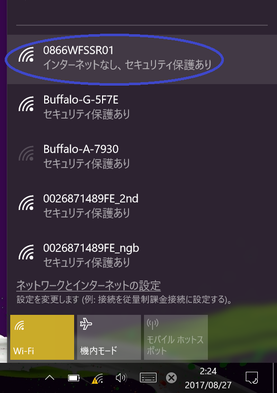 0866WFSSR01
インターネットなし、セキュリティ保護あり
Buffalo-G-5F7E
セキュリティ保護あり
Buffalo-A-7930
セキュリティ保護あり
0026871489FE_2nd
セキュリティ保護あり
0026871489FE_ngb
セキュリティ保護あり
ネットワークとインターネットの設定
設定を変更します (例: 接続を従量制課金接続に設定する)。
Wi-Fi
機内モード
モバイル ホットス
ポット
2:24
2017/08/27